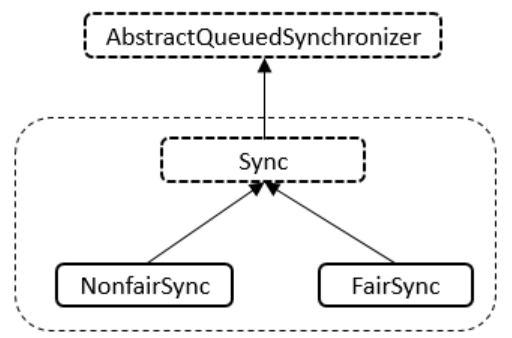 AbstractQueuedSynchronizer
Sync
NonfairSync
FairSync